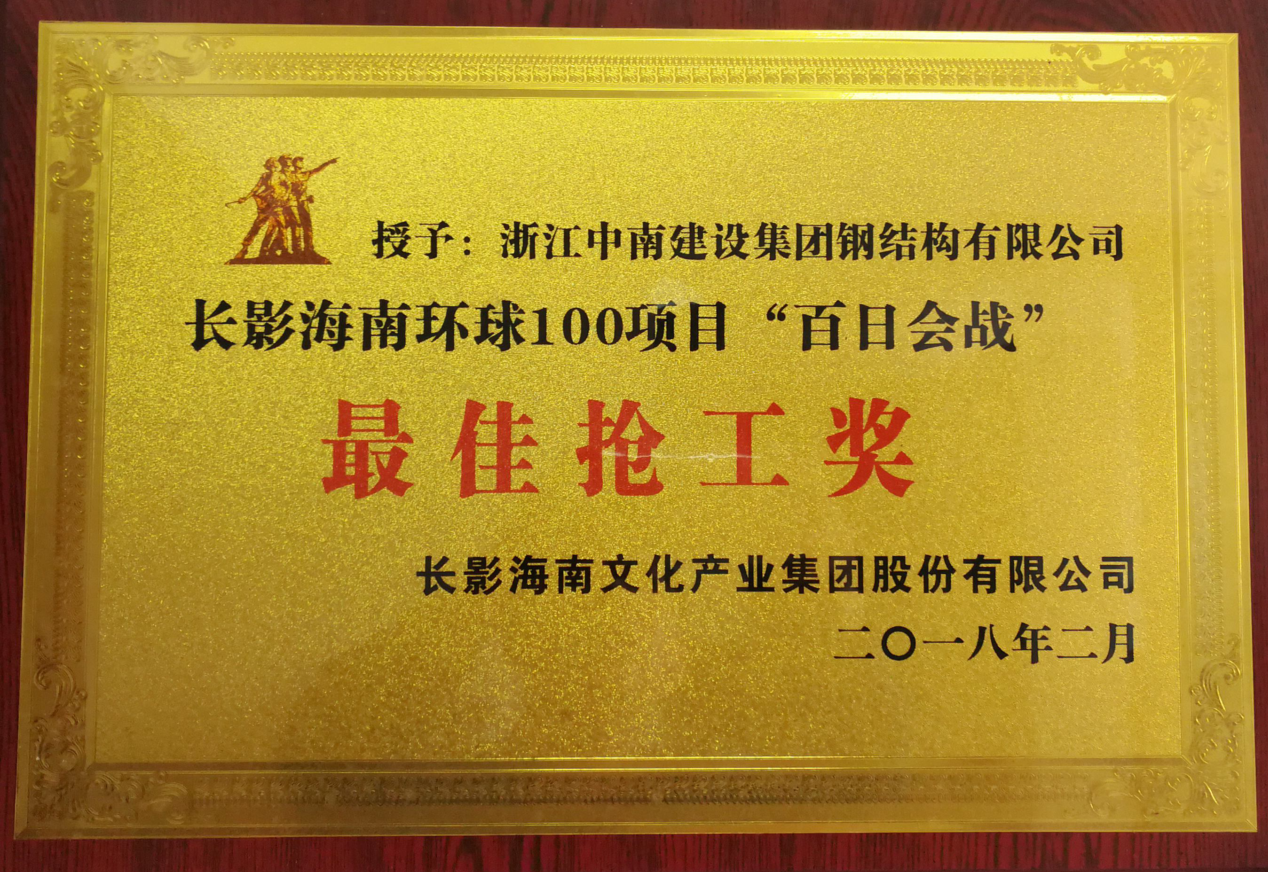 授予：浙江中南建设集团钢结构有限公司
长影海南环球100项目“百日会战”
最佳抢工奖
长影海南文化产业集团股份有限公司
二〇一八年二月